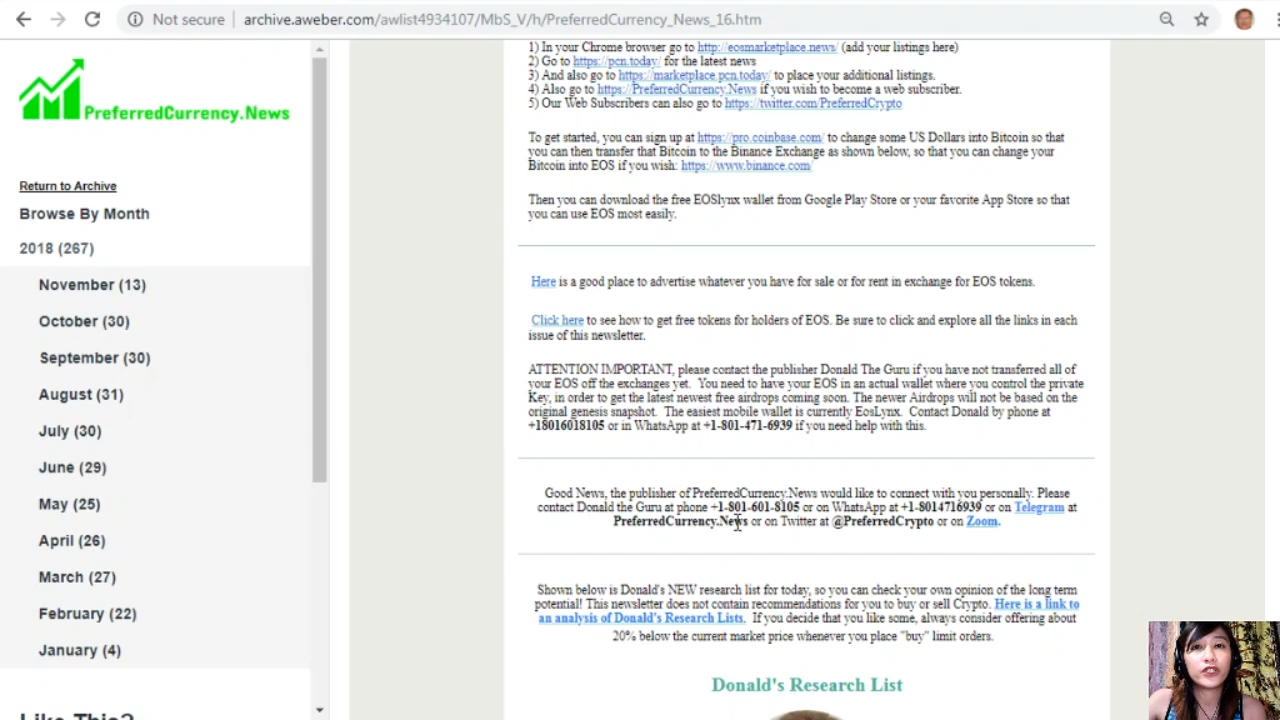 Not secure
archive.aweber.com/awlist4934107/MbS_V/h/PreferredCurrency_News_16.htm
PreferredCurrency.News
Return to Archive
Browse By Month
2018 (267)
November (13)
October (30)
September (30)
August (31)
July (30)
June (29)
May (25)
April (26)
March (27)
February (22)
January (4)
Like This?
1) In your Chrome browser go to http://eosmarketplace.news/ (add your listings here)
2) Go to https://pcn.today/ for the latest news
3) And also go to https://marketplace.pcn.today/ to place your additional listings.
4) Also go to https://PreferredCurrency.News if you wish to become a web subscriber.
5) Our Web Subscribers can also go to https://twitter.com/PreferredCrypto
To get started, you can sign up at https://pro.coinbase.com/ to change some US Dollars into Bitcoin so that
you can then transfer that Bitcoin to the Binance Exchange as shown below, so that you can change your
Bitcoin into EOS if you wish: https://www.binance.com/
Then you can download the free EOSlynx wallet from Google Play Store or your favorite App Store so that
you can use EOS most easily.
Here is a good place to advertise whatever you have for sale or for rent in exchange for EOS tokens.
Click here to see how to get free tokens for holders of EOS. Be sure to click and explore all the links in each
issue of this newsletter.
ATTENTION IMPORTANT, please contact the publisher Donald The Guru if you have not transferred all of
your EOS off the exchanges yet. You need to have your EOS in an actual wallet where you control the private
Key, in order to get the latest newest free airdrops coming soon. The newer Airdrops will not be based on the
original genesis snapshot. The easiest mobile wallet is currently EosLynx. Contact Donald by phone at
+18016018105 or in WhatsApp at +1-801-471-6939 if you need help with this.
Good News, the publisher of PreferredCurrency.News would like to connect with you personally. Please
contact Donald the Guru at phone +1-801-601-8105 or on WhatsApp at +1-8014716939 or on Telegram at
PreferredCurrency.News or on Twitter at @PreferredCrypto or on Zoom.
Shown below is Donald's NEW research list for today, so you can check your own opinion of the long term
potential! This newsletter does not contain recommendations for you to buy or sell Crypto. Here is a link to
an analysis of Donald's Research Lists. If you decide that you like some, always consider offering about
20% below the current market price whenever you place "buy" limit orders.
Donald's Research List